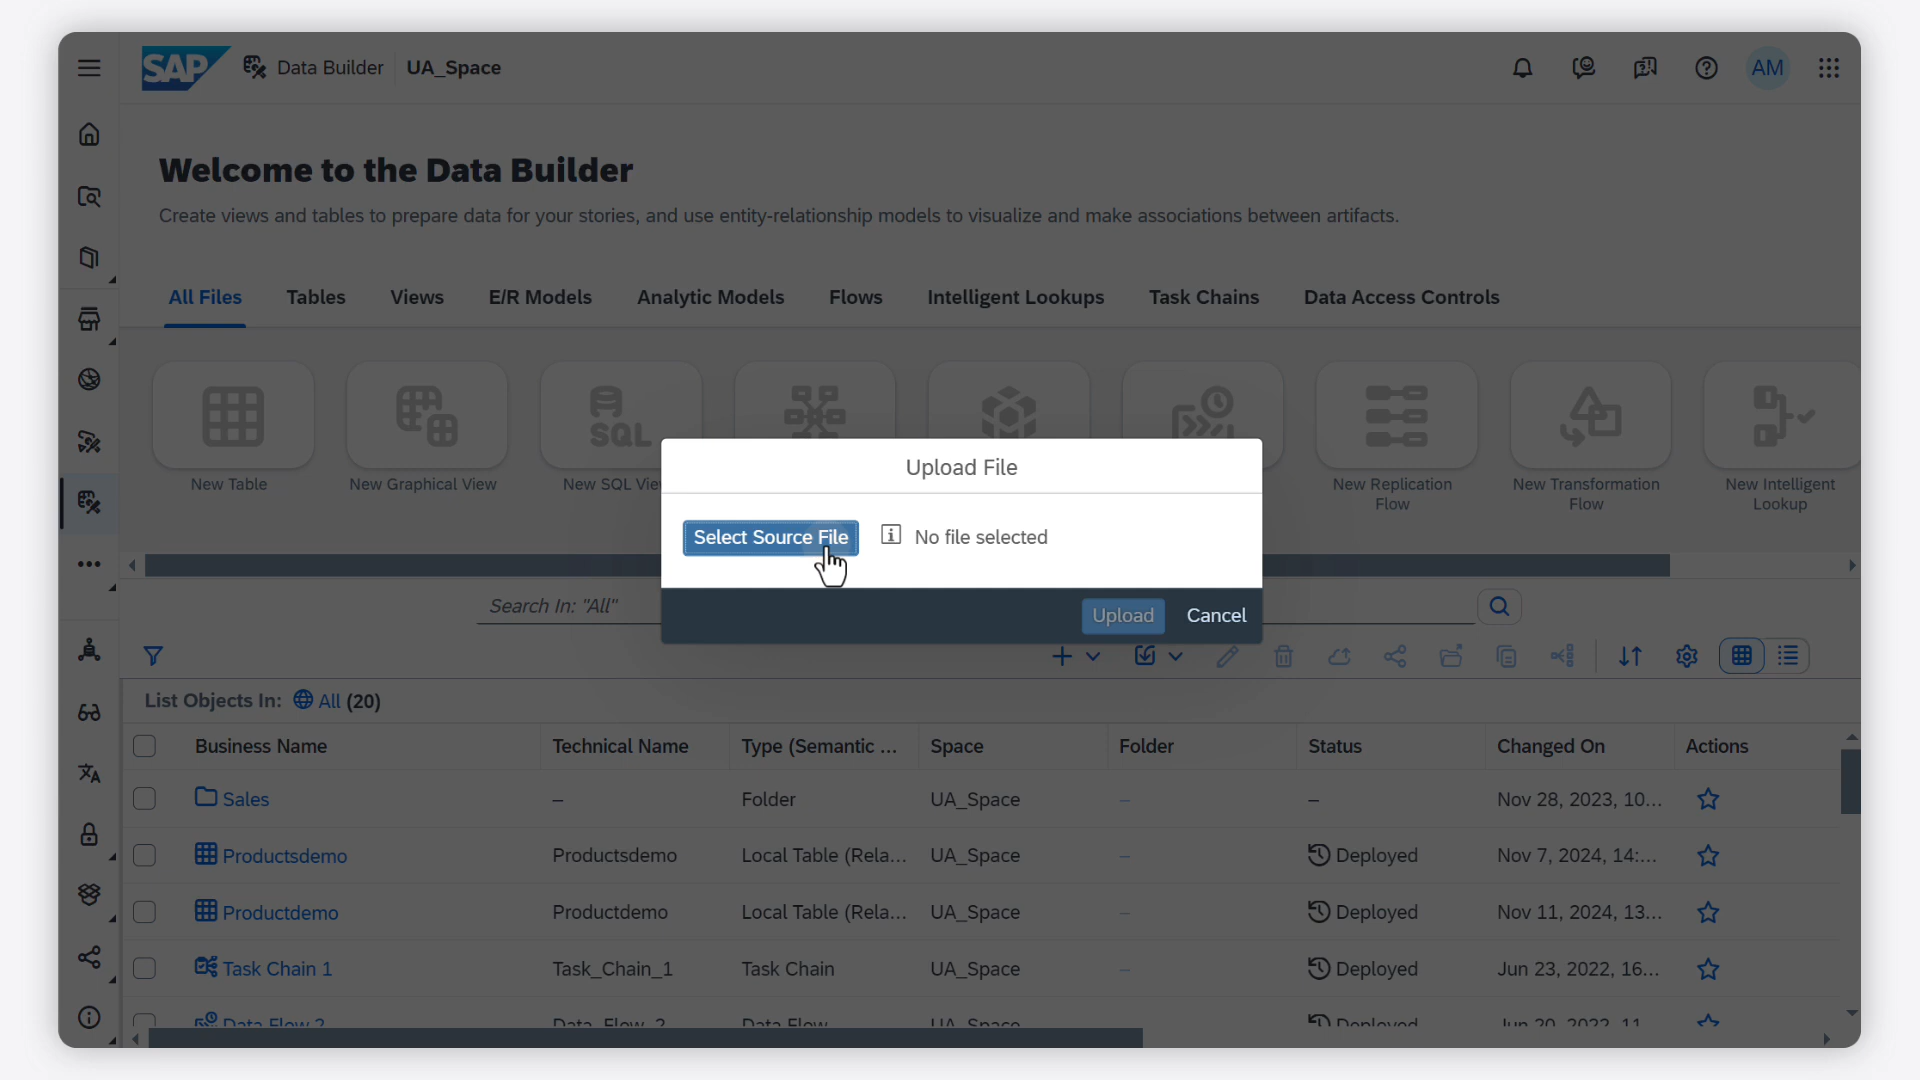 SAP Data Builder UA_Space AM
Welcome to the Data Builder
Create views and tables to prepare data for your stories, and use entity-relationship models to visualize and make associations between artifacts.
All Files Tables Views E/R Models Analytic Models Flows Intelligent Lookups Task Chains Data Access Controls
SQL
New Table New Graphical View New SQL Vie New Replication Flow New Transformation Flow New Intelligent Lookup
Upload File
Select Source File No file selected
Upload Cancel
Search In: "All"
List Objects In: All (20)
Business Name Technical Name Type (Semantic ... Space Folder Status Changed On Actions
Sales – Folder UA_Space – – Nov 28, 2023, 10...
Productsdemo Productsdemo Local Table (Rela... UA_Space – Deployed Nov 7, 2024, 14:...
Productdemo Productdemo Local Table (Rela... UA_Space – Deployed Nov 11, 2024, 13...
Task Chain 1 Task_Chain_1 Task Chain UA_Space – Deployed Jun 23, 2022, 16...
Data Flow 2 Data_Flow_2 Data Flow UA_Space Deployed Jun 20, 2022, 11